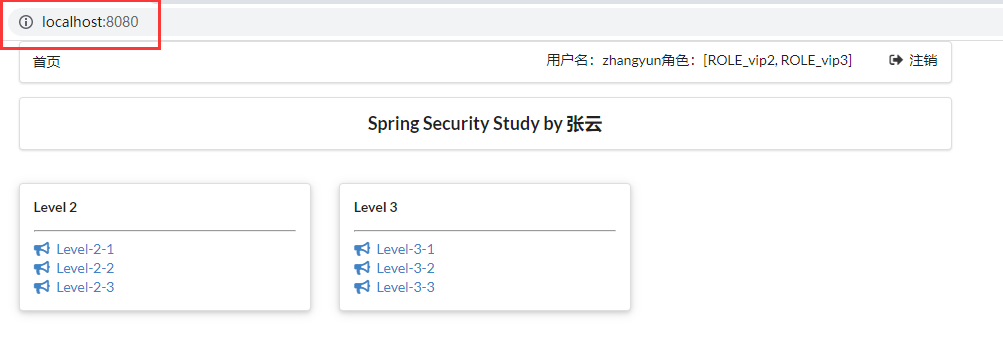 localhost:8080
首页 用户名：zhangyun角色：[ROLE_vip2, ROLE_vip3] 注销
Spring Security Study by 张云
Level 2
Level-2-1
Level-2-2
Level-2-3
Level 3
Level-3-1
Level-3-2
Level-3-3